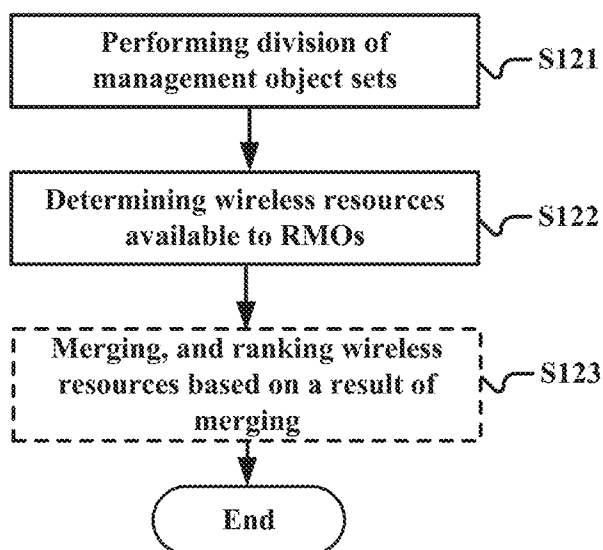 Performing division of
management object sets
S121
Determining wireless resources
available to RMOs
S122
Merging, and ranking wireless
resources based on a result of
merging
S123
End